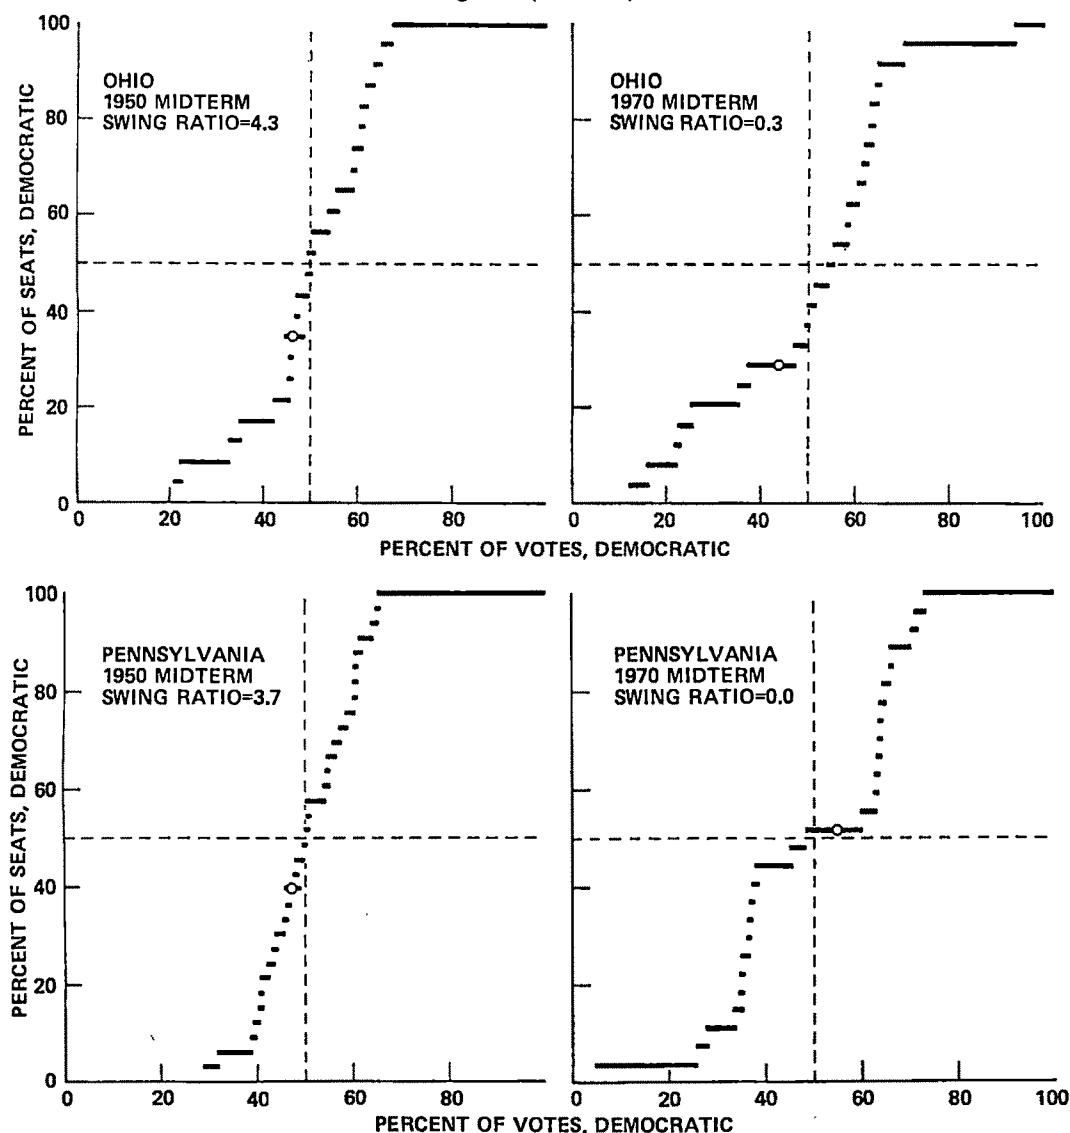 100
80
60
40
20
0
PERCENT OF SEATS, DEMOCRATIC
OHIO
1950 MIDTERM
SWING RATIO=4.3
0 20 40 60 80
OHIO
1970 MIDTERM
SWING RATIO=0.3
0 20 40 60 80 100
PERCENT OF VOTES, DEMOCRATIC
100
80
60
40
20
0
PERCENT OF SEATS, DEMOCRATIC
PENNSYLVANIA
1950 MIDTERM
SWING RATIO=3.7
0 20 40 60 80
PENNSYLVANIA
1970 MIDTERM
SWING RATIO=0.0
0 20 40 60 80 100
PERCENT OF VOTES, DEMOCRATIC